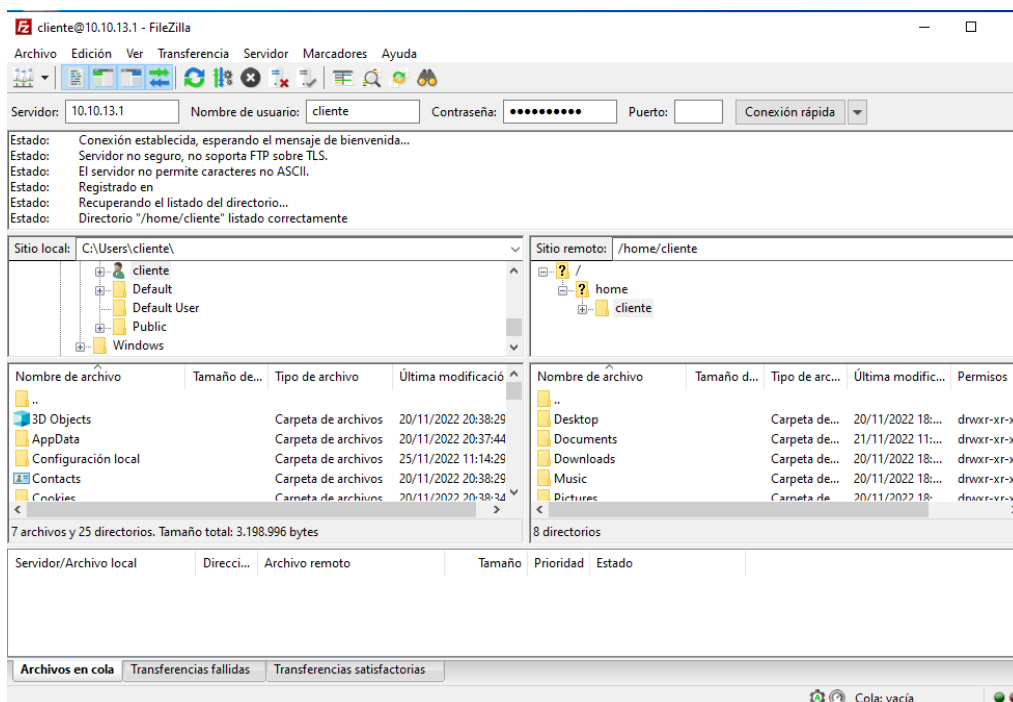 cliente@10.10.13.1 - FileZilla
Archivo Edición Ver Transferencia Servidor Marcadores Ayuda
Servidor: 10.10.13.1 Nombre de usuario: cliente Contraseña: ●●●●●●●●●● Puerto: Conexión rápida
Estado: Conexión establecida, esperando el mensaje de bienvenida...
Estado: Servidor no seguro, no soporta FTP sobre TLS.
Estado: El servidor no permite caracteres no ASCII.
Estado: Registrado en
Estado: Recuperando el listado del directorio...
Estado: Directorio "/home/cliente" listado correctamente
Sitio local: C:\Users\cliente\
cliente
Default
Default User
Public
Windows
Sitio remoto: /home/cliente
/
home
cliente
Nombre de archivo Tamaño de... Tipo de archivo Última modificació
..
3D Objects Carpeta de archivos 20/11/2022 20:38:29
AppData Carpeta de archivos 20/11/2022 20:37:44
Configuración local Carpeta de archivos 25/11/2022 11:14:29
Contacts Carpeta de archivos 20/11/2022 20:38:29
Cookies Carpeta de archivos 20/11/2022 20:38:34
7 archivos y 25 directorios. Tamaño total: 3.198.996 bytes
Nombre de archivo Tamaño d... Tipo de arc... Última modific... Permisos
..
Desktop Carpeta de... 20/11/2022 18:... drwxr-xr-x
Documents Carpeta de... 21/11/2022 11:... drwxr-xr-x
Downloads Carpeta de... 20/11/2022 18:... drwxr-xr-x
Music Carpeta de... 20/11/2022 18:... drwxr-xr-x
Pictures Carpeta de... 20/11/2022 18:... drwxr-xr-x
8 directorios
Servidor/Archivo local Direcci... Archivo remoto Tamaño Prioridad Estado
Archivos en cola Transferencias fallidas Transferencias satisfactorias
Cola: vacía